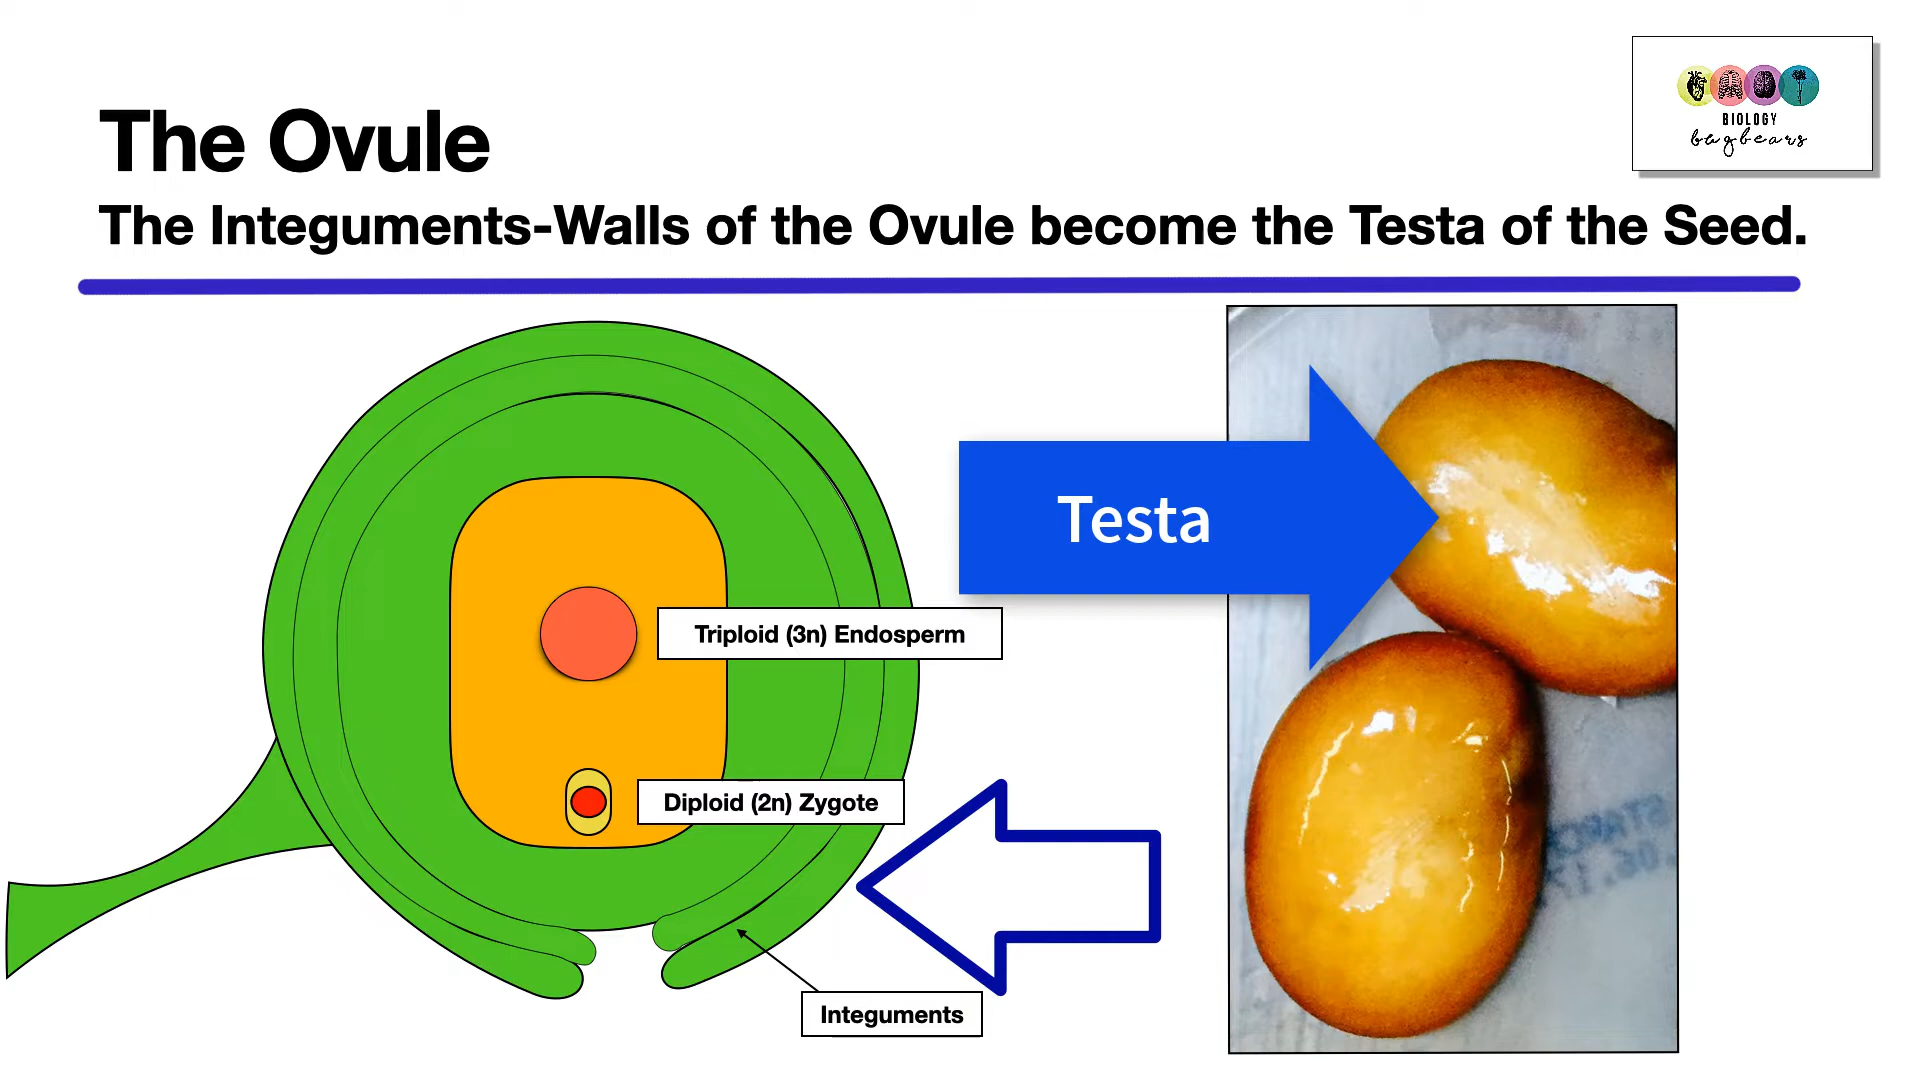 BIOLOGY
bugbears
The Ovule
The Integuments-Walls of the Ovule become the Testa of the Seed.
Testa
Triploid (3n) Endosperm
Diploid (2n) Zygote
Integuments